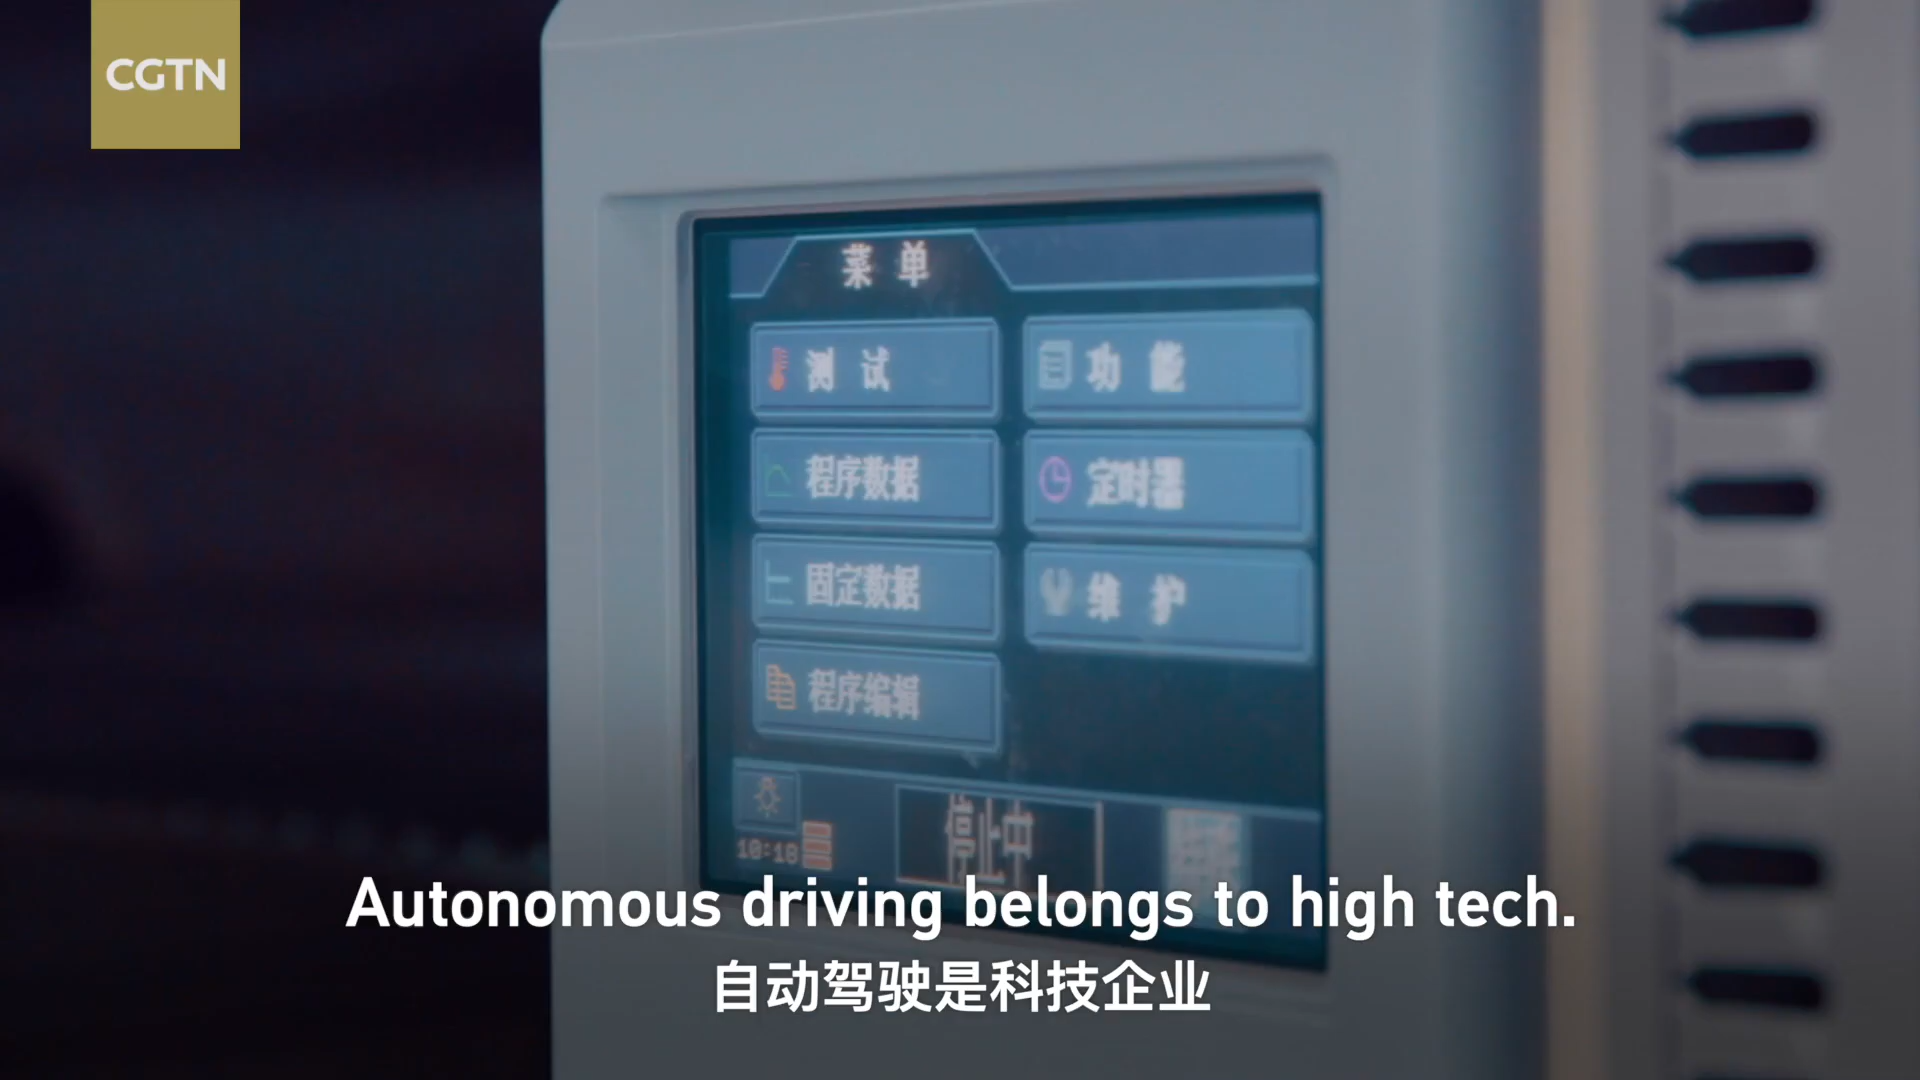 CGTN
菜单
测试
功能
程序数据
定时器
固定数据
维护
程序编辑
10:18
停止中
Autonomous driving belongs to high tech.
自动驾驶是科技企业